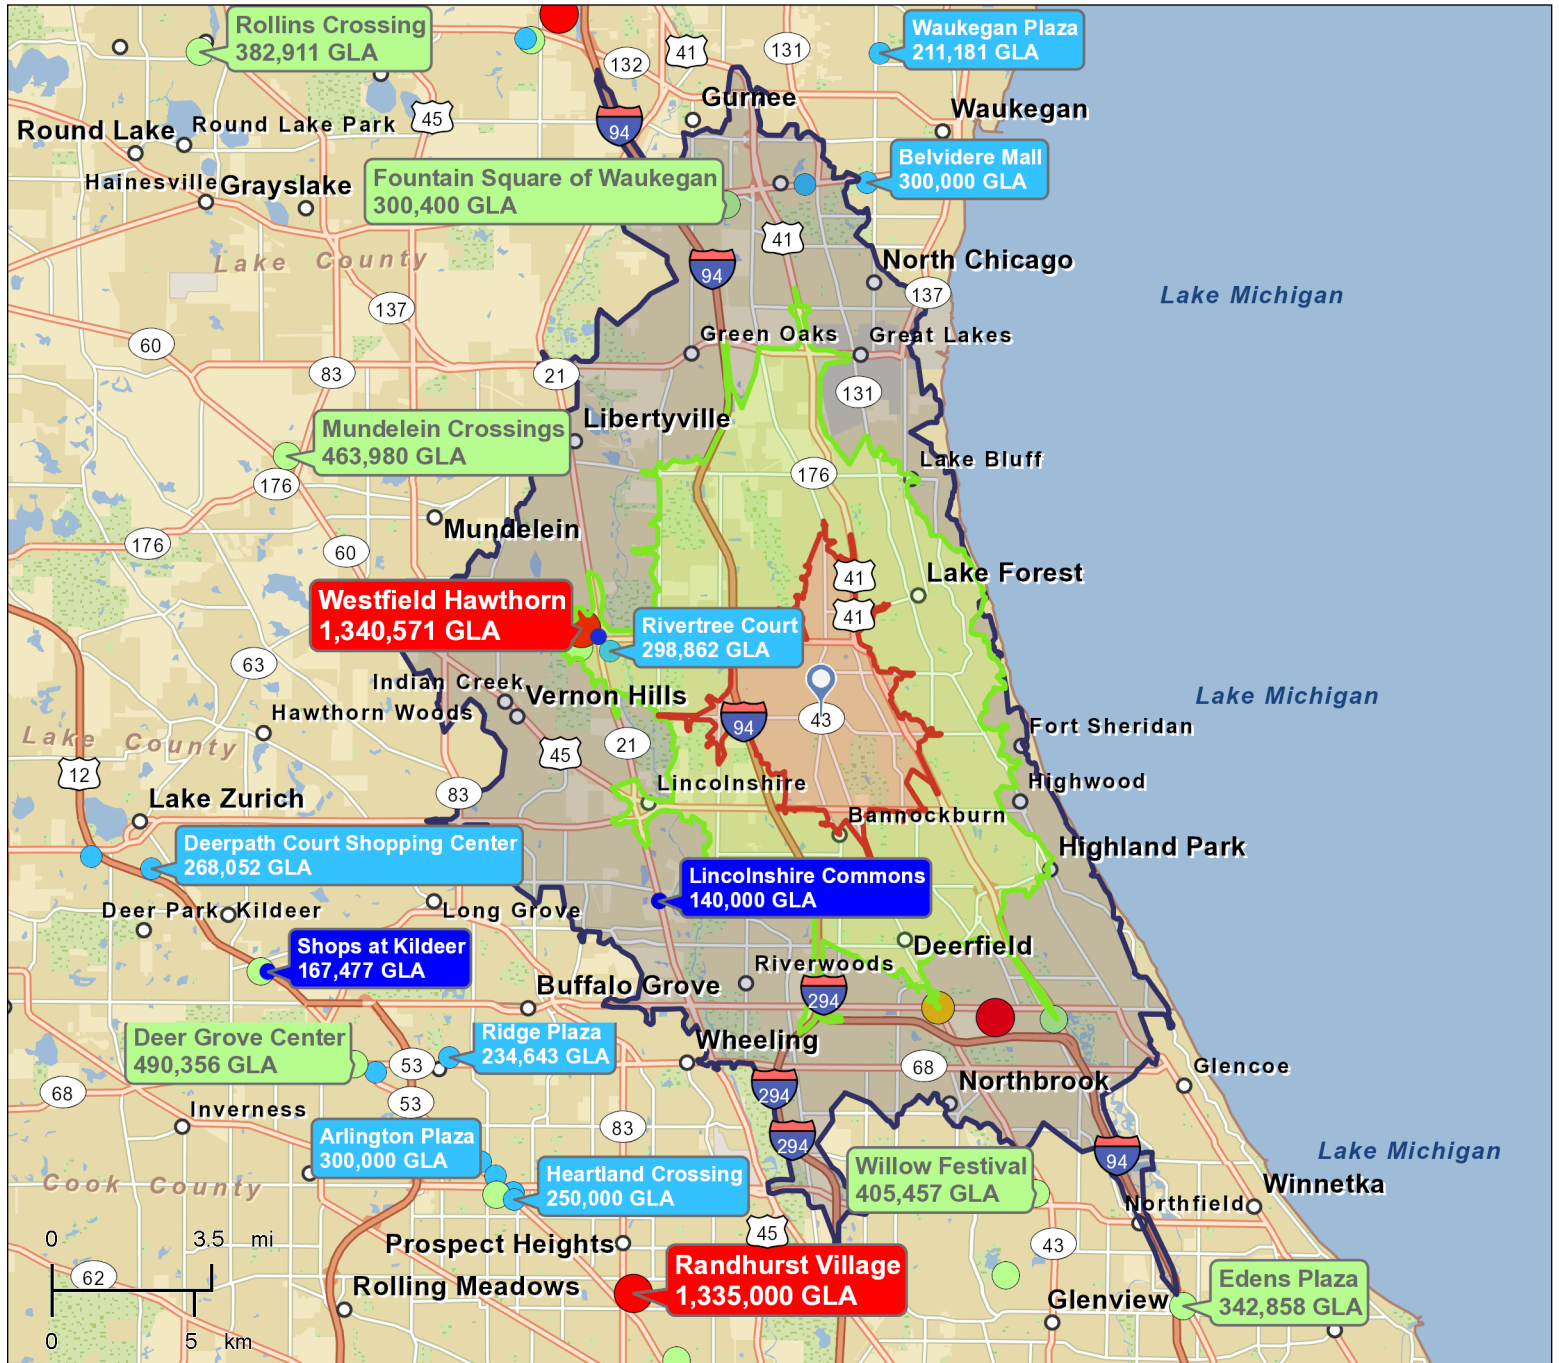 Rollins Crossing
382,911 GLA
Waukegan Plaza
211,181 GLA
132
41
131
45
Gurnee
Waukegan
94
Round Lake
Round Lake Park
Belvidere Mall
300,000 GLA
Hainesville
Grayslake
Fountain Square of Waukegan
300,400 GLA
41
Lake County
94
North Chicago
137
137
Lake Michigan
60
Green Oaks
Great Lakes
83
21
131
Libertyville
Mundelein Crossings
463,980 GLA
176
176
Lake Bluff
Mundelein
176
60
41
Lake Forest
41
Westfield Hawthorn
1,340,571 GLA
Rivertree Court
298,862 GLA
63
Indian Creek
Vernon Hills
Lake Michigan
Hawthorn Woods
94
43
Fort Sheridan
Lake County
45
21
12
Lincolnshire
Highwood
83
Lake Zurich
Bannockburn
Deerpath Court Shopping Center
268,052 GLA
Highland Park
Lincolnshire Commons
140,000 GLA
Deer Park
Kildeer
Long Grove
Shops at Kildeer
167,477 GLA
Deerfield
Riverwoods
Buffalo Grove
294
Deer Grove Center
490,356 GLA
Ridge Plaza
234,643 GLA
Wheeling
53
68
Glencoe
68
53
294
Northbrook
Inverness
83
Arlington Plaza
300,000 GLA
294
94
Lake Michigan
Heartland Crossing
250,000 GLA
Willow Festival
405,457 GLA
Cook County
Winnetka
Northfield
0 3.5 mi
Prospect Heights
45
43
62
Rolling Meadows
Randhurst Village
1,335,000 GLA
Edens Plaza
342,858 GLA
Glenview
0 5 km